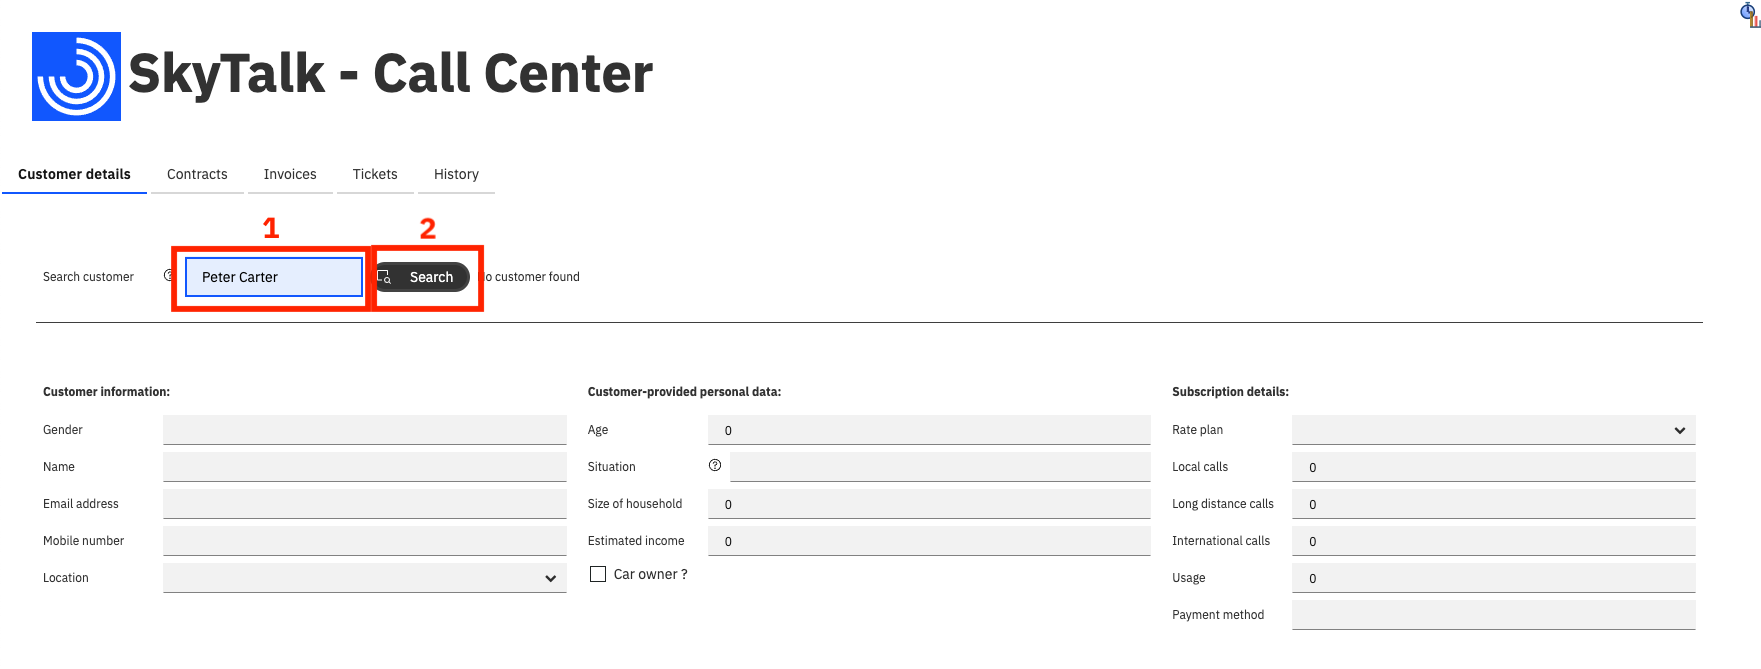 SkyTalk - Call Center
Customer details Contracts Invoices Tickets History
1 2
Search customer Peter Carter Search o customer found
Customer information: Customer-provided personal data: Subscription details:
Gender Age 0 Rate plan
Name Situation Local calls 0
Email address Size of household 0 Long distance calls 0
Mobile number Estimated income 0 International calls 0
Location Car owner ? Usage 0
Payment method